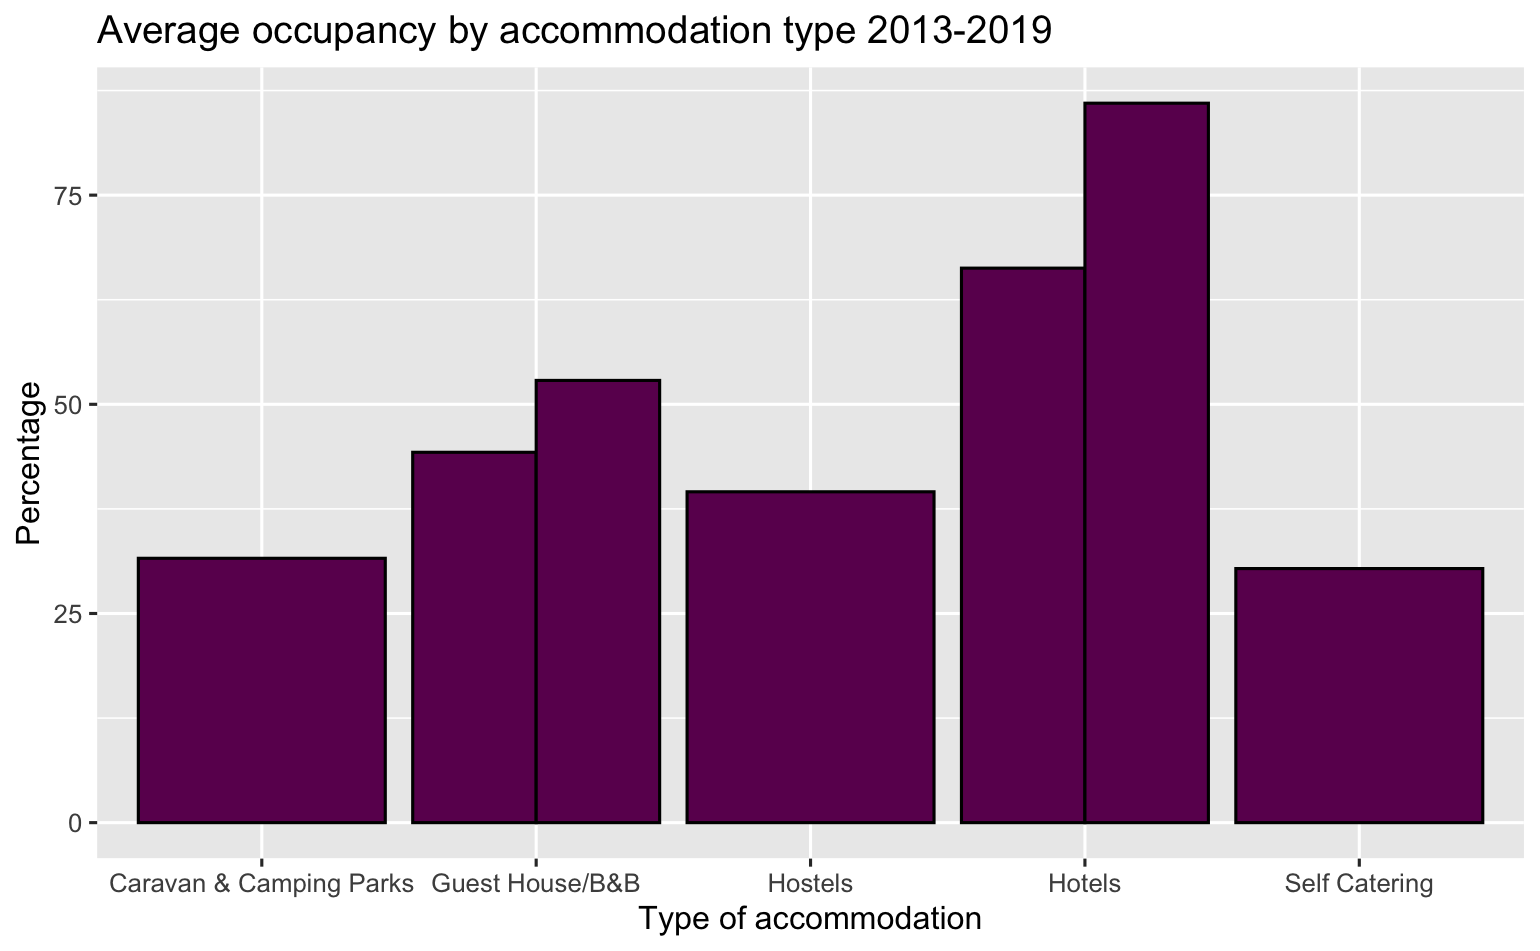 Average occupancy by accommodation type 2013-2019
75
50
25
0
Percentage
Caravan & Camping Parks
Guest House/B&B
Hostels
Hotels
Self Catering
Type of accommodation